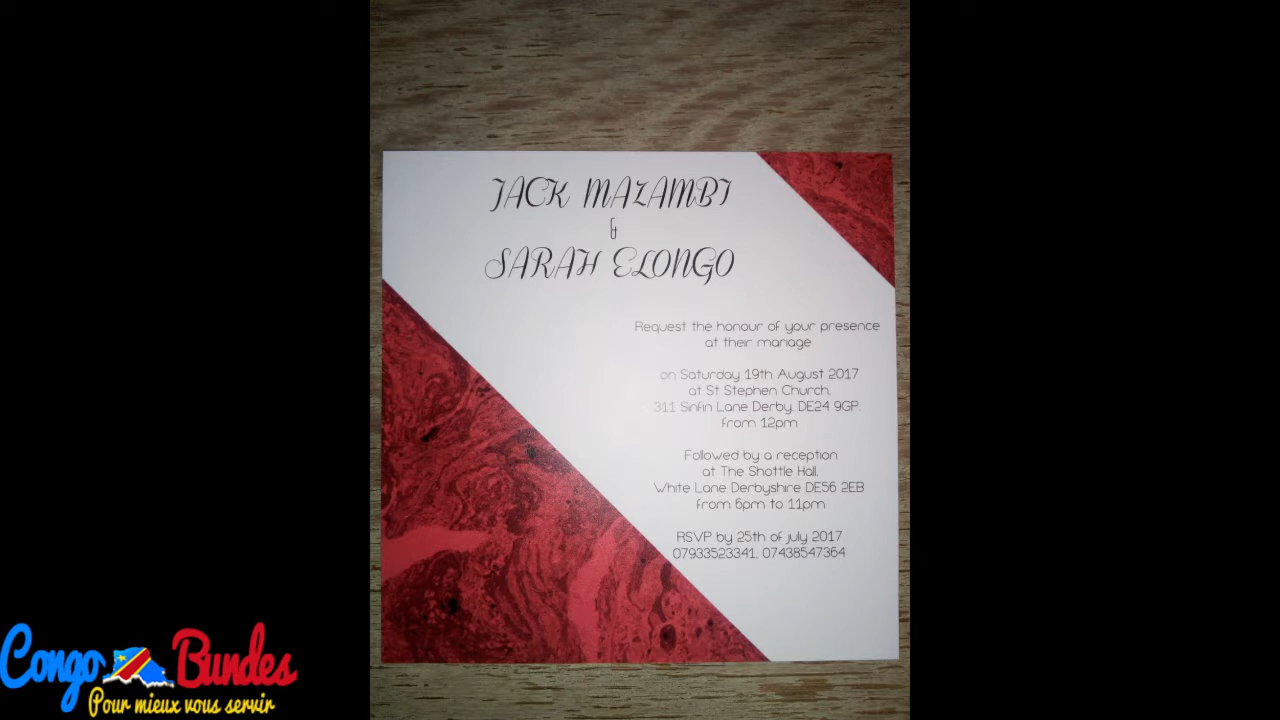 JACK MAZAMBI
&
SARAH ELONGO
Request the honour of your presence
at their mariage
on Saturday 19th August 2017
at St Stephen Church,
311 Sinfin Lane Derby, DE24 9GP.
from 12pm
Followed by a reception
at The Shottle Hall,
White Lane Derbyshire DE56 2EB
from 6pm to 11pm
RSVP by 25th of july 2017
07933523341, 07438547364
Congo Bundes
Pour mieux vous servir